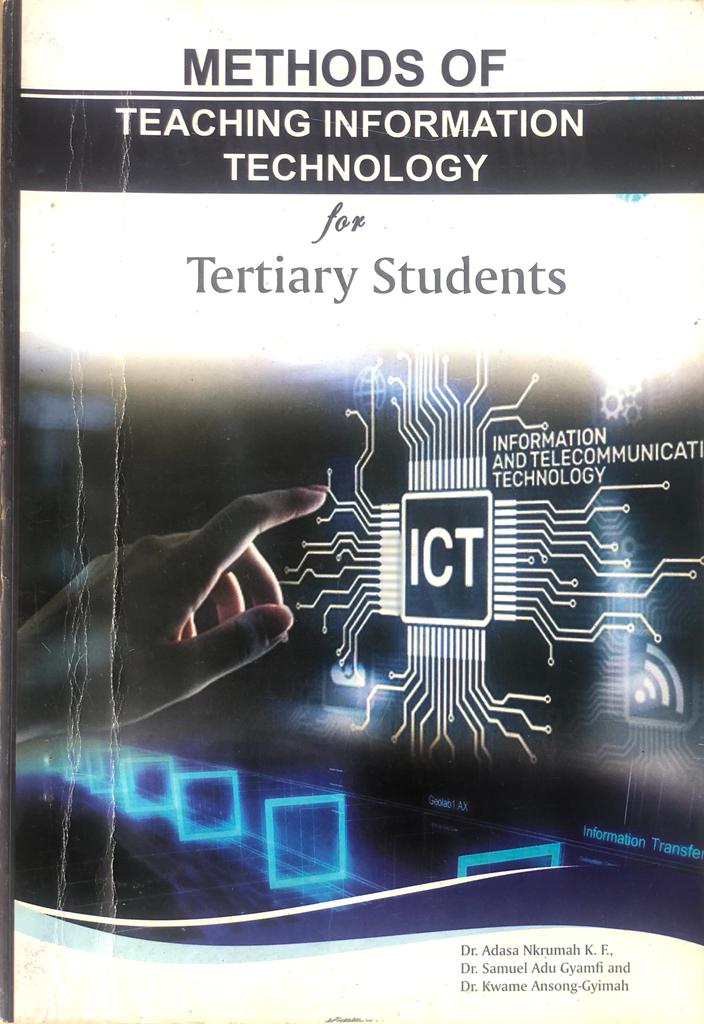 METHODS OF
TEACHING INFORMATION
TECHNOLOGY
for
Tertiary Students
INFORMATION
AND TELECOMMUNICATI
TECHNOLOGY
ICT
Geolab1.AX
Information Transfer
Dr. Adasa Nkrumah K. F.,
Dr. Samuel Adu Gyamfi and
Dr. Kwame Ansong-Gyimah